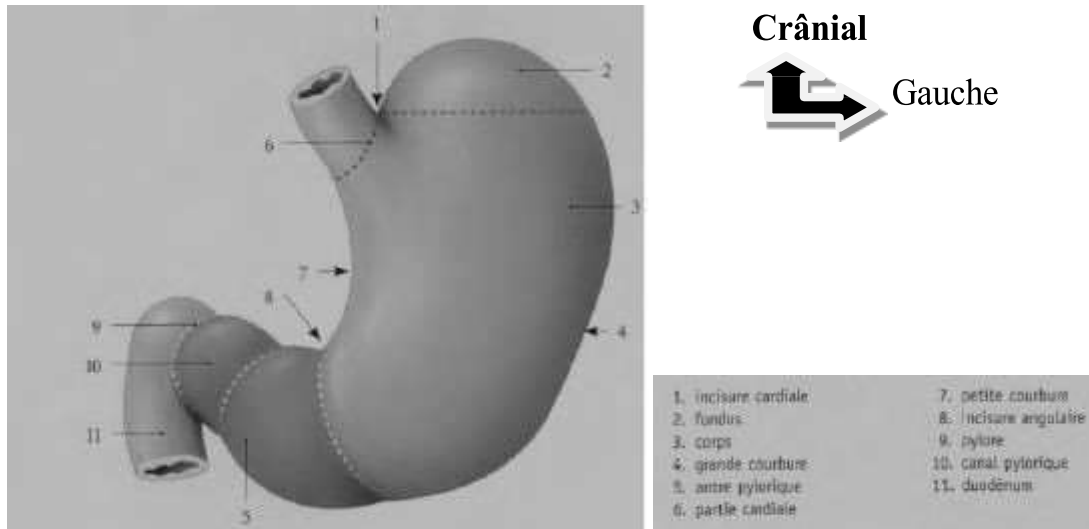 Crânial
Gauche
1
2
6
3
7
8
4
9
10
11
5
1. incisure cardiale
2. fundus
3. corps
4. grande courbure
5. antre pylorique
6. partie cardiale
7. petite courbure
8. incisure angulaire
9. pylore
10. canal pylorique
11. duodénum